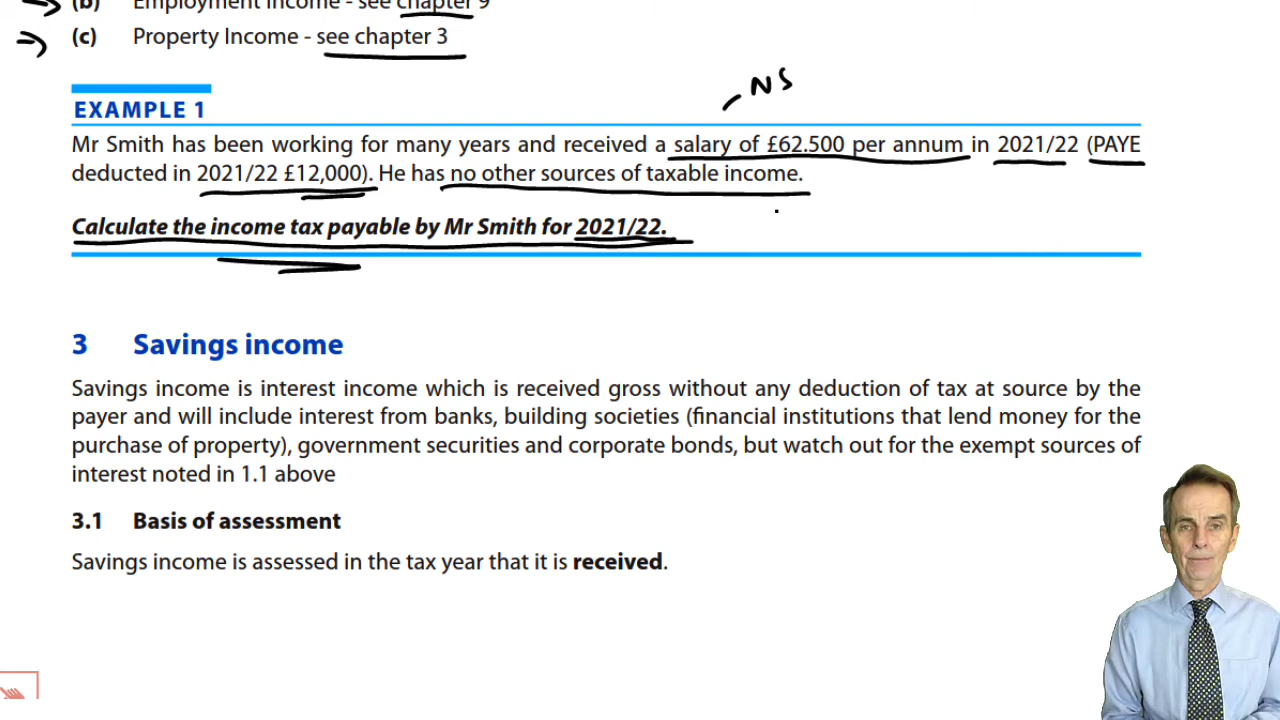 (b) Employment Income - see chapter 9
(c) Property Income - see chapter 3
NS
EXAMPLE 1
Mr Smith has been working for many years and received a salary of £62.500 per annum in 2021/22 (PAYE
deducted in 2021/22 £12,000). He has no other sources of taxable income.
Calculate the income tax payable by Mr Smith for 2021/22.
3 Savings income
Savings income is interest income which is received gross without any deduction of tax at source by the
payer and will include interest from banks, building societies (financial institutions that lend money for the
purchase of property), government securities and corporate bonds, but watch out for the exempt sources of
interest noted in 1.1 above
3.1 Basis of assessment
Savings income is assessed in the tax year that it is received.